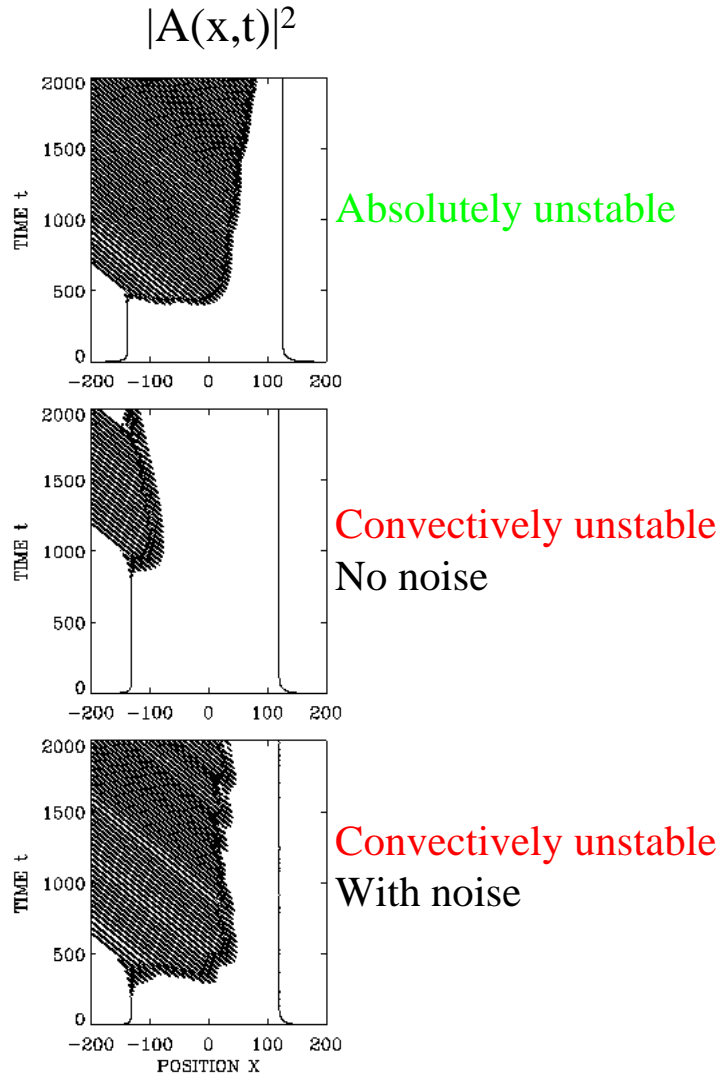 |A(x,t)|²
2000
1500
1000
500
0
TIME t
-200 -100 0 100 200
Absolutely unstable
2000
1500
1000
500
0
TIME t
-200 -100 0 100 200
Convectively unstable
No noise
2000
1500
1000
500
0
TIME t
-200 -100 0 100 200
POSITION X
Convectively unstable
With noise